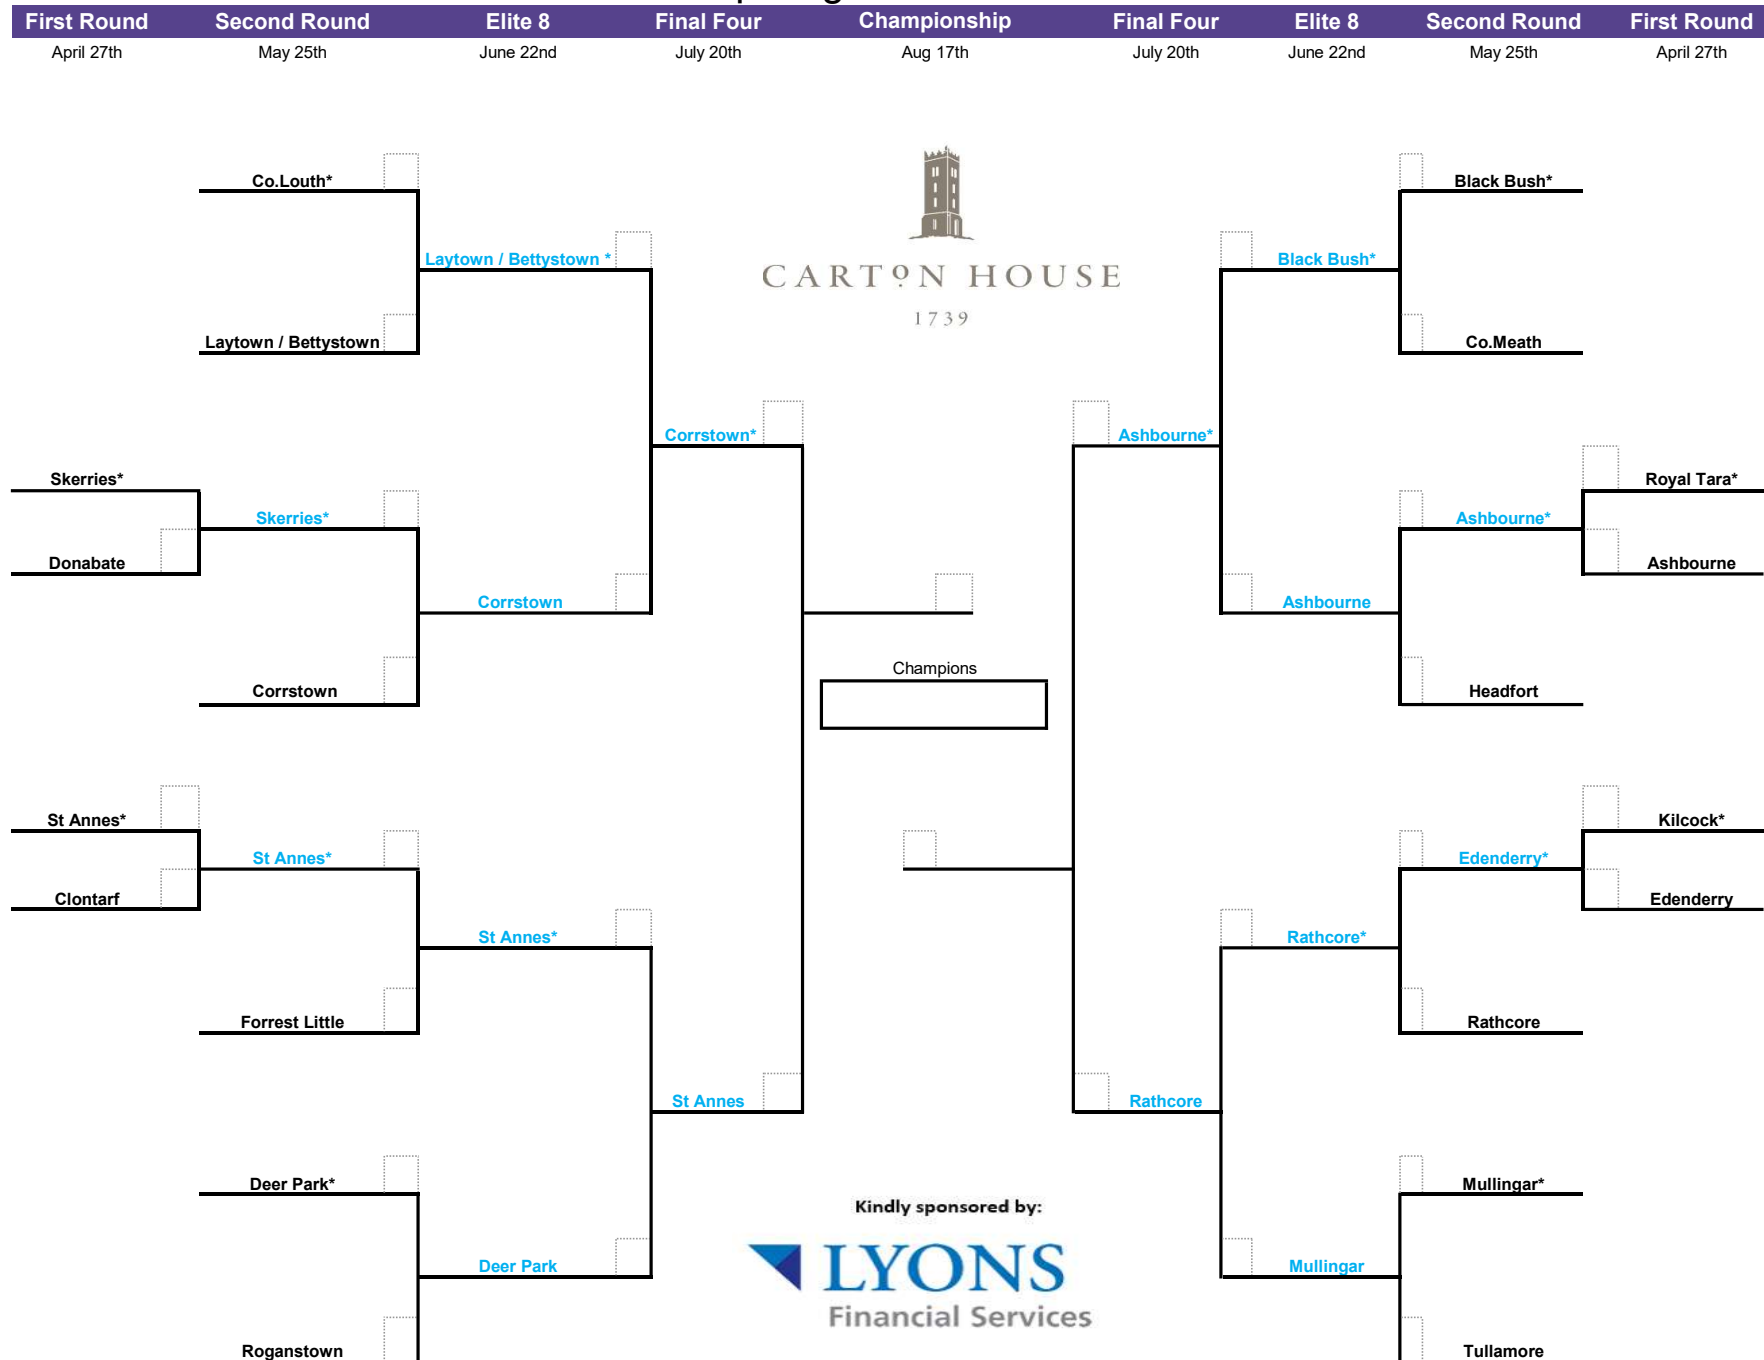 First Round Second Round Elite 8 Final Four Championship Final Four Elite 8 Second Round First Round
April 27th May 25th June 22nd July 20th Aug 17th July 20th June 22nd May 25th April 27th
Co.Louth* Black Bush*
Laytown / Bettystown * Black Bush*
CARTON HOUSE
1739
Laytown / Bettystown Co.Meath
Corrstown* Ashbourne*
Skerries* Royal Tara*
Skerries* Ashbourne*
Donabate Ashbourne
Corrstown Ashbourne
Champions
Corrstown Headfort
St Annes* Kilcock*
St Annes* Edenderry*
Clontarf Edenderry
St Annes* Rathcore*
Forrest Little Rathcore
St Annes Rathcore
Deer Park* Mullingar*
Kindly sponsored by:
LYONS
Deer Park Mullingar
Financial Services
Roganstown Tullamore